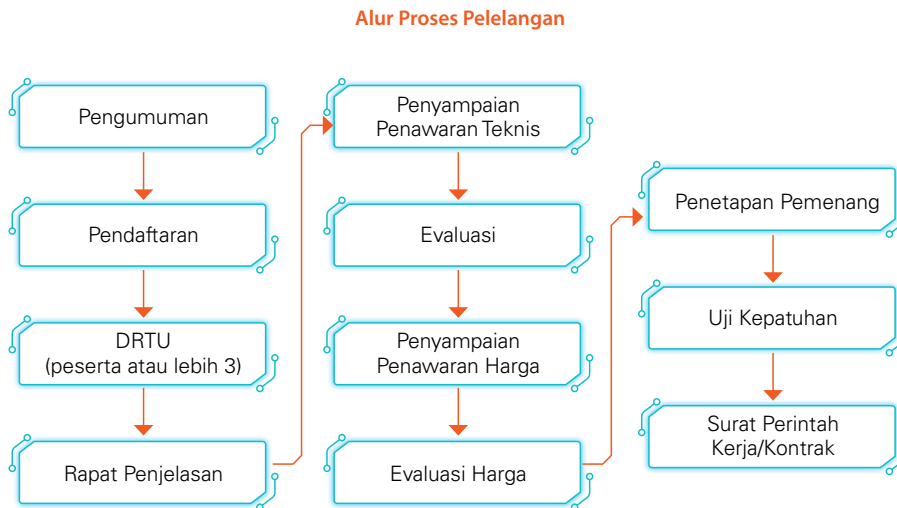 Alur Proses Pelelangan
Pengumuman
Pendaftaran
DRTU
(peserta atau lebih 3)
Rapat Penjelasan
Penyampaian
Penawaran Teknis
Evaluasi
Penyampaian
Penawaran Harga
Evaluasi Harga
Penetapan Pemenang
Uji Kepatuhan
Surat Perintah
Kerja/Kontrak